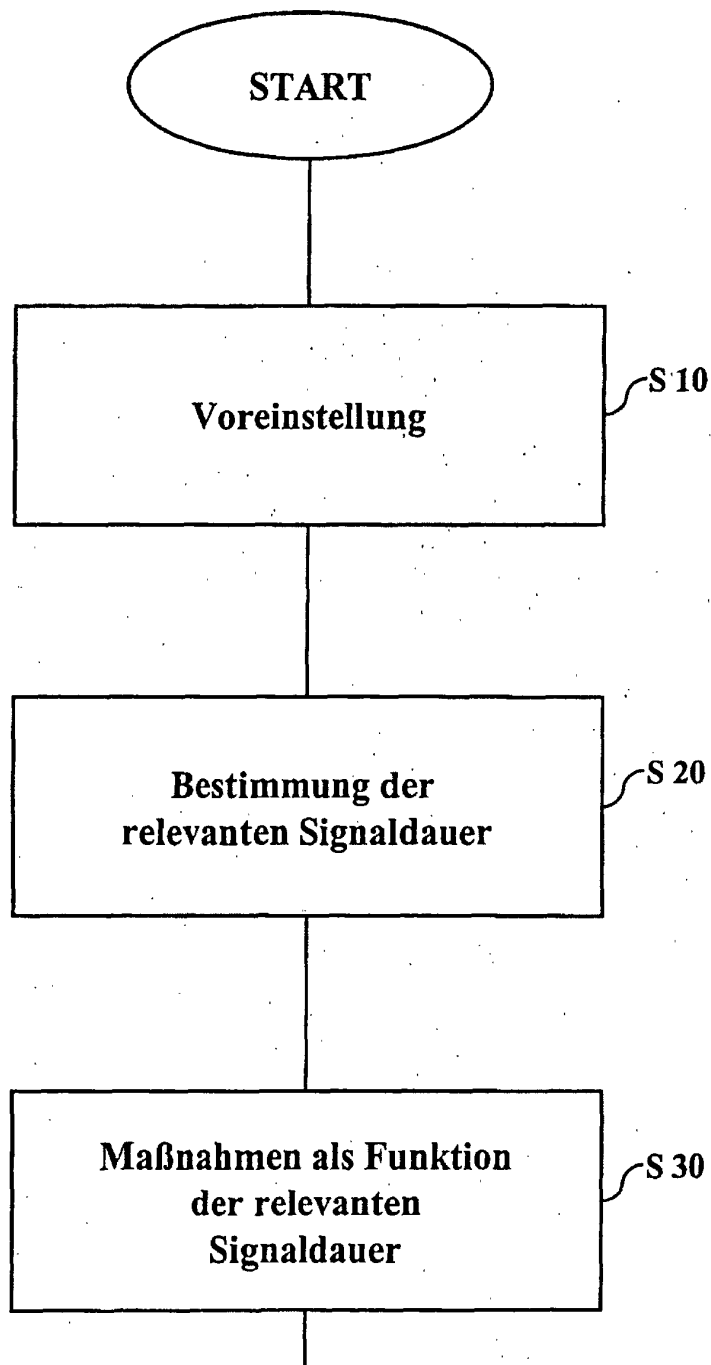 START
Voreinstellung
S 10
Bestimmung der
relevanten Signaldauer
S 20
Maßnahmen als Funktion
der relevanten
Signaldauer
S 30